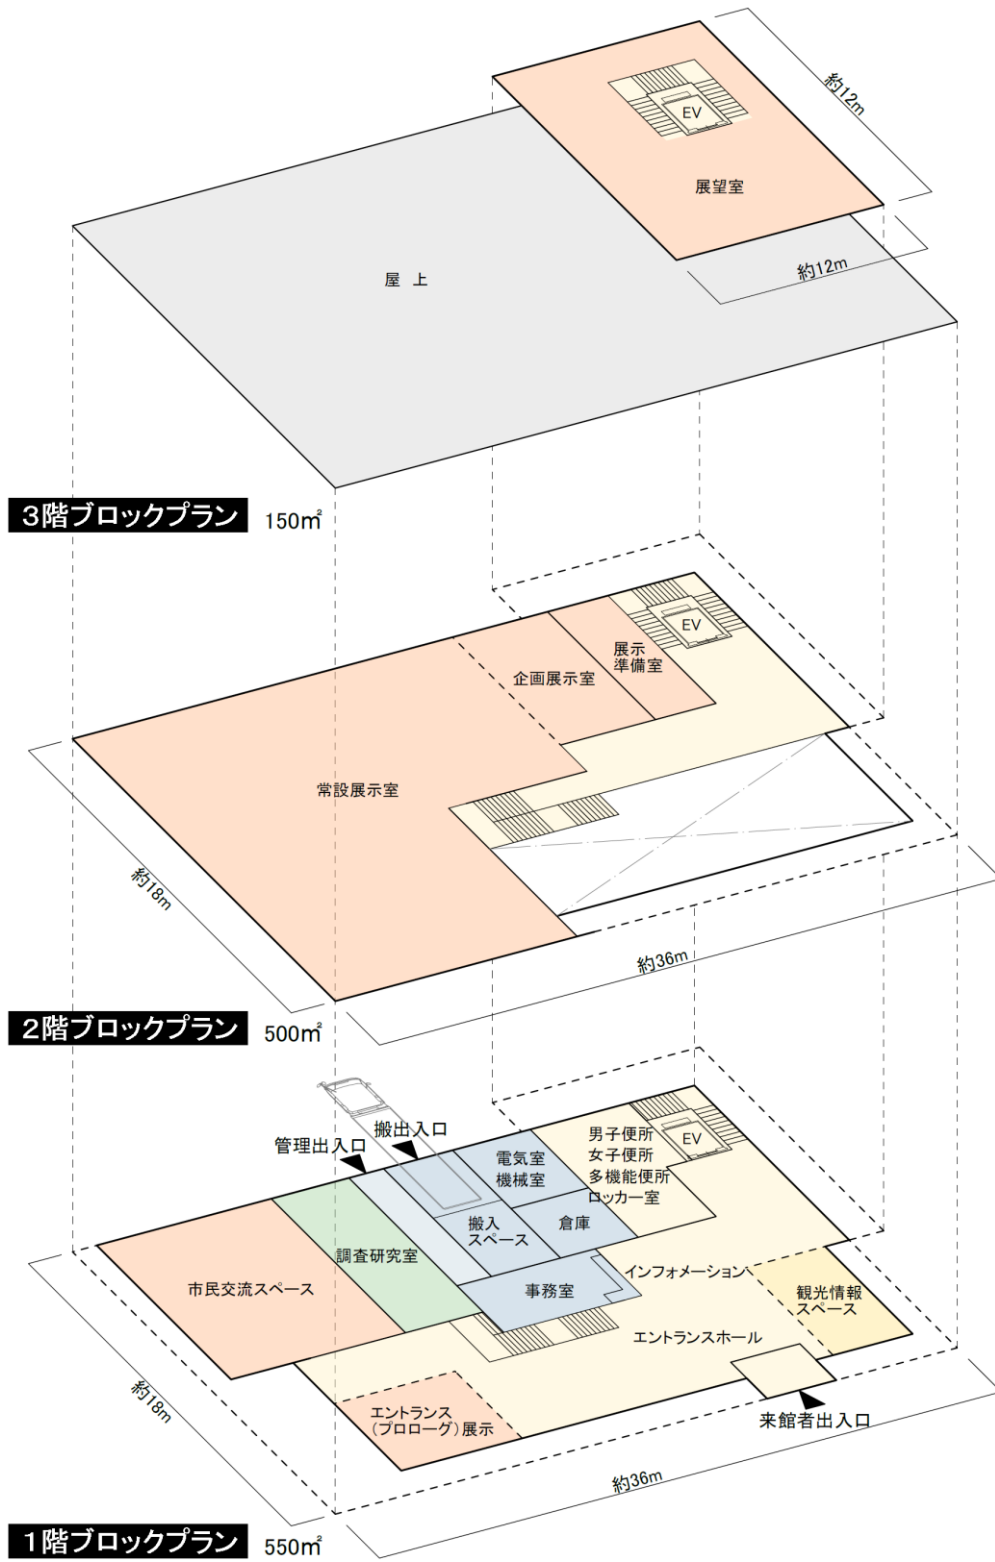 EV
約12m
展望室
約12m
屋 上
3階ブロックプラン 150㎡
EV
展示
準備室
企画展示室
常設展示室
約18m
約36m
2階ブロックプラン 500㎡
搬出入口
管理出入口
男子便所
女子便所
多機能便所
ロッカー室
EV
電気室
機械室
搬入
スペース
倉庫
調査研究室
市民交流スペース
事務室
インフォメーション
観光情報
スペース
エントランスホール
エントランス
(プロローグ)展示
来館者出入口
約18m
約36m
1階ブロックプラン 550㎡